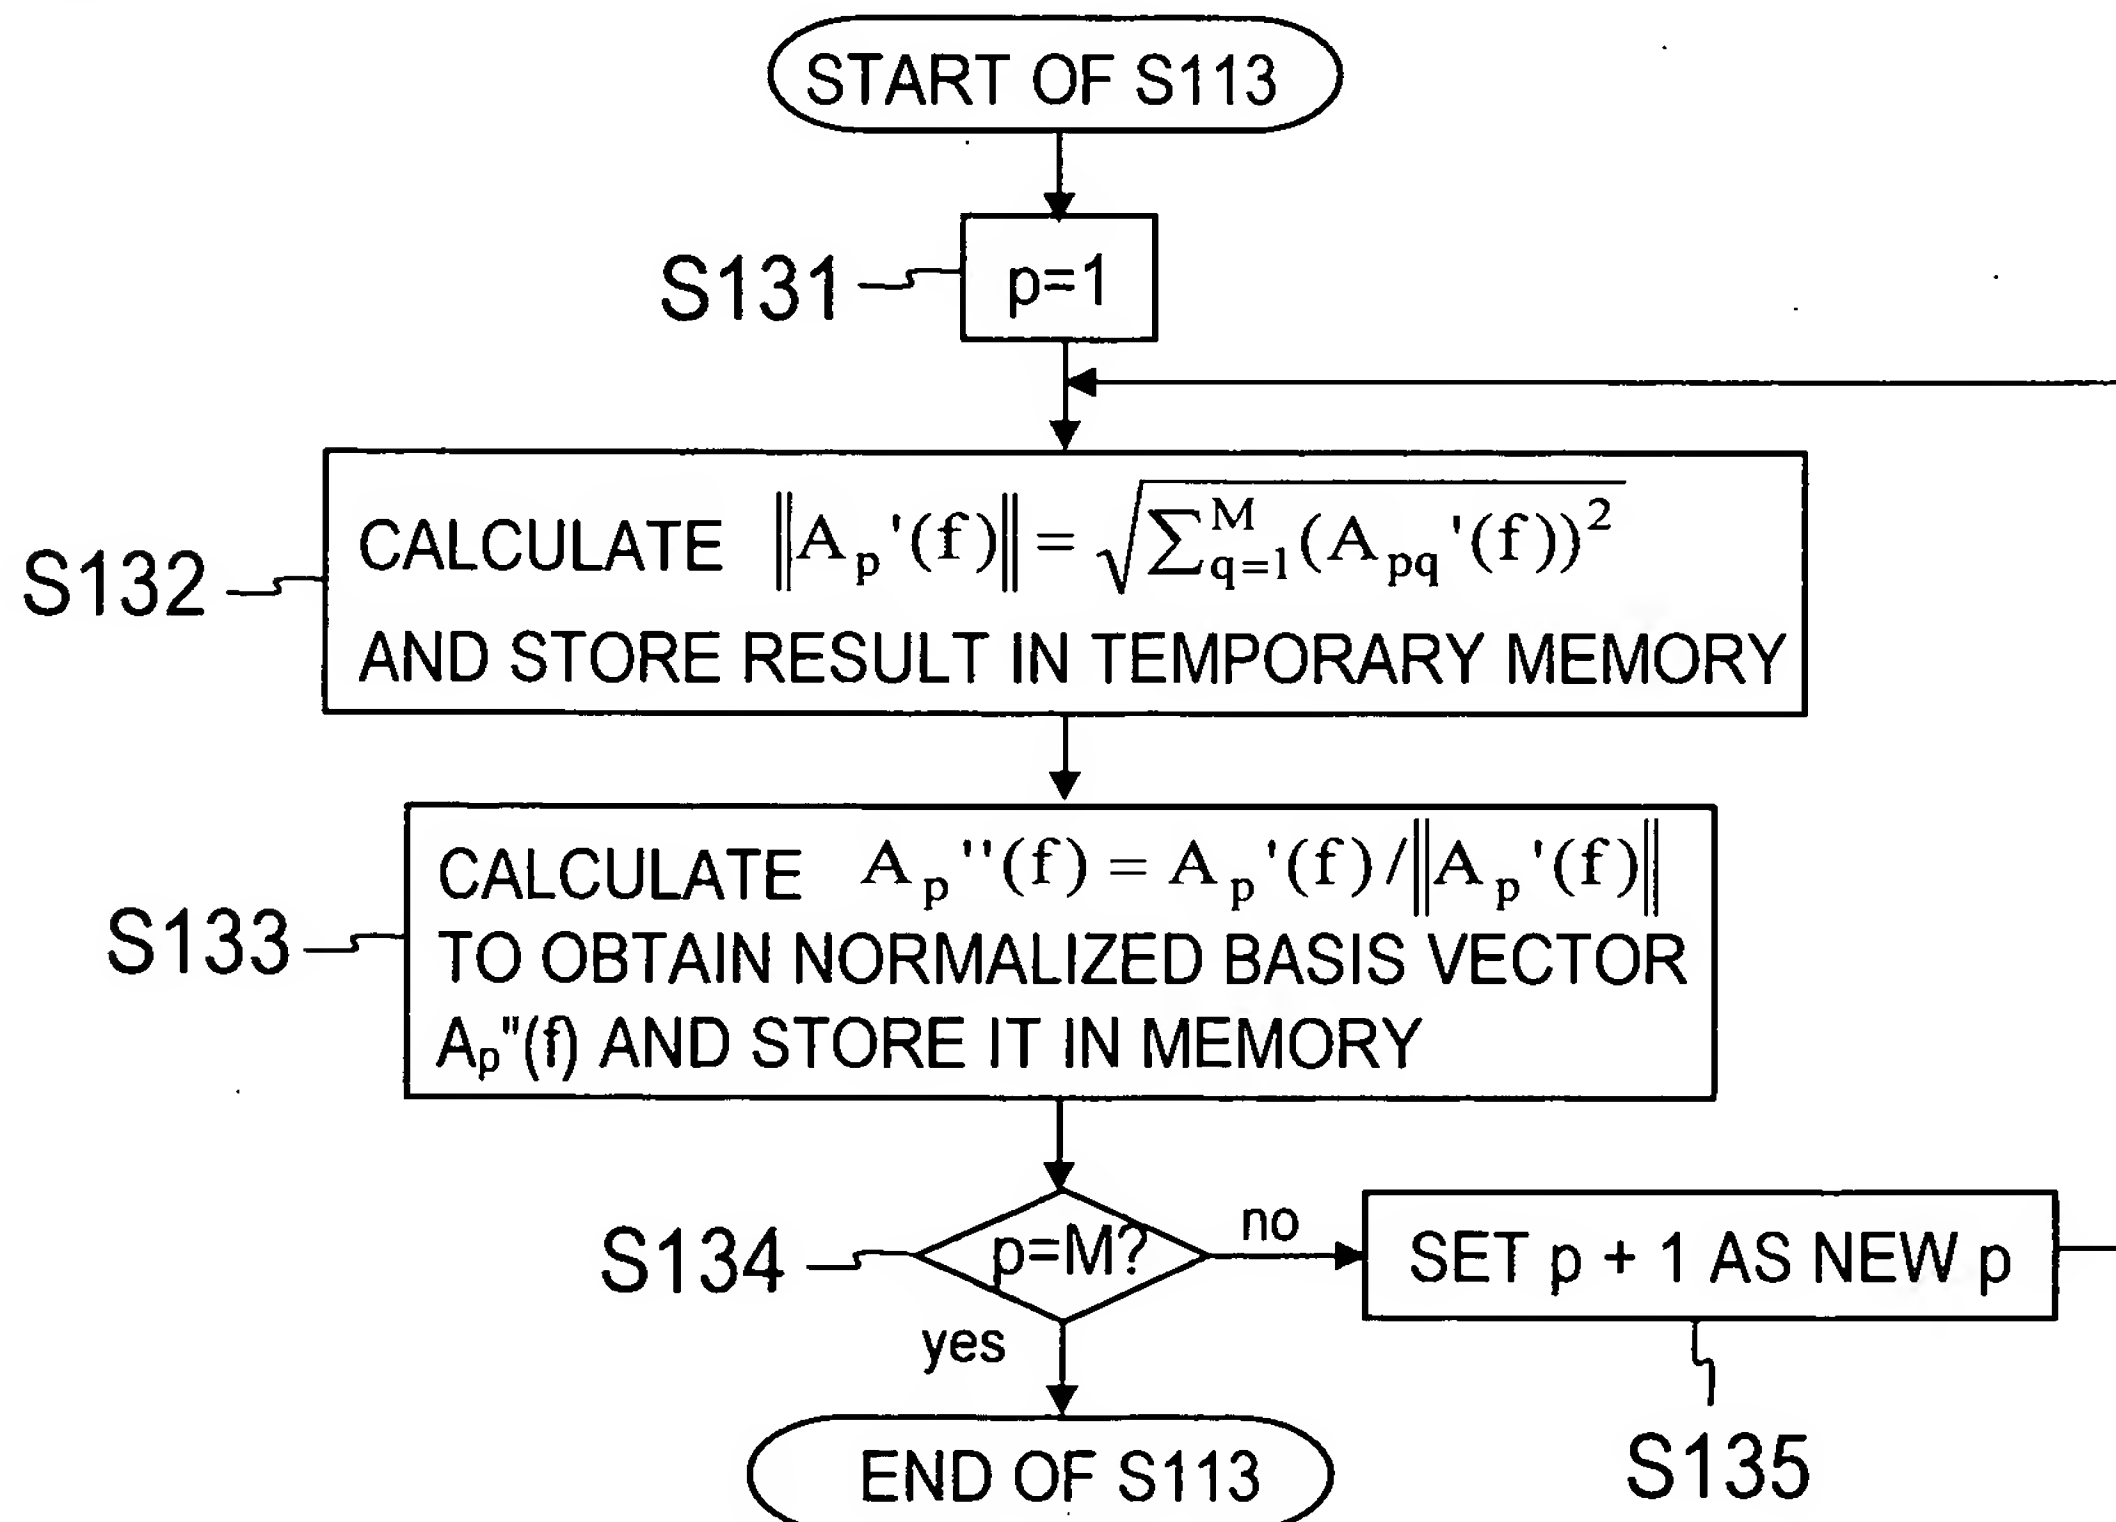 START OF S113
S131
p=1
S132
CALCULATE ‖A_p'(f)‖ = √∑_{q=1}^{M}(A_{pq}'(f))^2
AND STORE RESULT IN TEMPORARY MEMORY
S133
CALCULATE A_p''(f) = A_p'(f)/‖A_p'(f)‖
TO OBTAIN NORMALIZED BASIS VECTOR
A_p"(f) AND STORE IT IN MEMORY
S134
p=M?
no
SET p + 1 AS NEW p
yes
S135
END OF S113